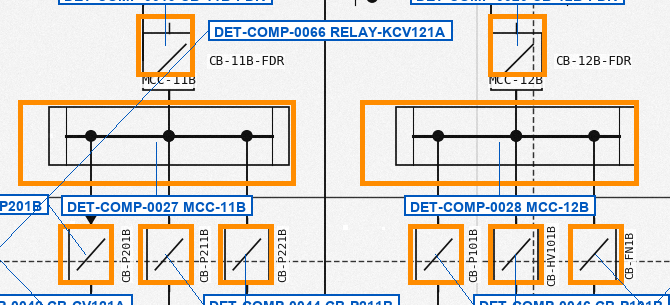 DET-COMP-0066 RELAY-KCV121A
CB-11B-FDR
CB-12B-FDR
MCC-11B
MCC-12B
P201B
DET-COMP-0027 MCC-11B
DET-COMP-0028 MCC-12B
CB-P201B
CB-P211B
CB-P221B
CB-P101B
CB-HV101B
CB-FN1B